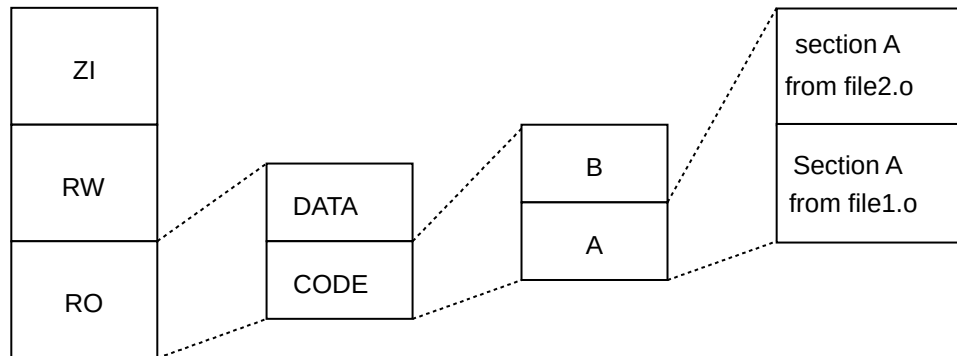 ZI
RW
RO
DATA
CODE
B
A
section A
from file2.o
Section A
from file1.o